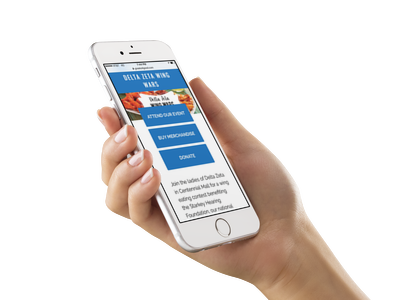 DELTA ZETA WING
WARS
Delta Zeta
WING WARS
ATTEND OUR EVENT
BUY MERCHANDISE
DONATE
Join the ladies of Delta Zeta
in Centennial Mall for a wing
eating contest benefiting
the Starkey Hearing
Foundation, our national